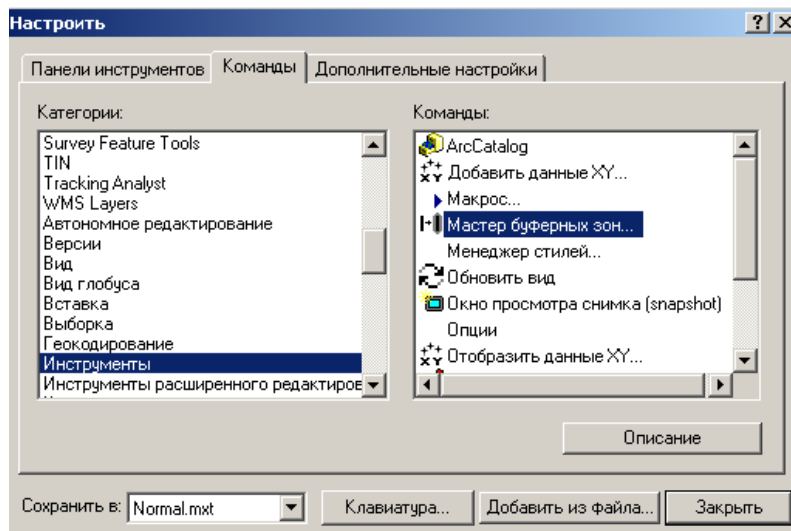 Настроить
Панели инструментов
Команды
Дополнительные настройки
Категории:
Survey Feature Tools
TIN
Tracking Analyst
WMS Layers
Автономное редактирование
Версии
Вид
Вид глобуса
Вставка
Выборка
Геокодирование
Инструменты
Инструменты расширенного редактиров
Команды:
ArcCatalog
Добавить данные XY...
Макрос...
Мастер буферных зон...
Менеджер стилей...
Обновить вид
Окно просмотра снимка (snapshot)
Опции
Отобразить данные XY...
Описание
Сохранить в:
Normal.mxt
Клавиатура...
Добавить из файла...
Закрыть